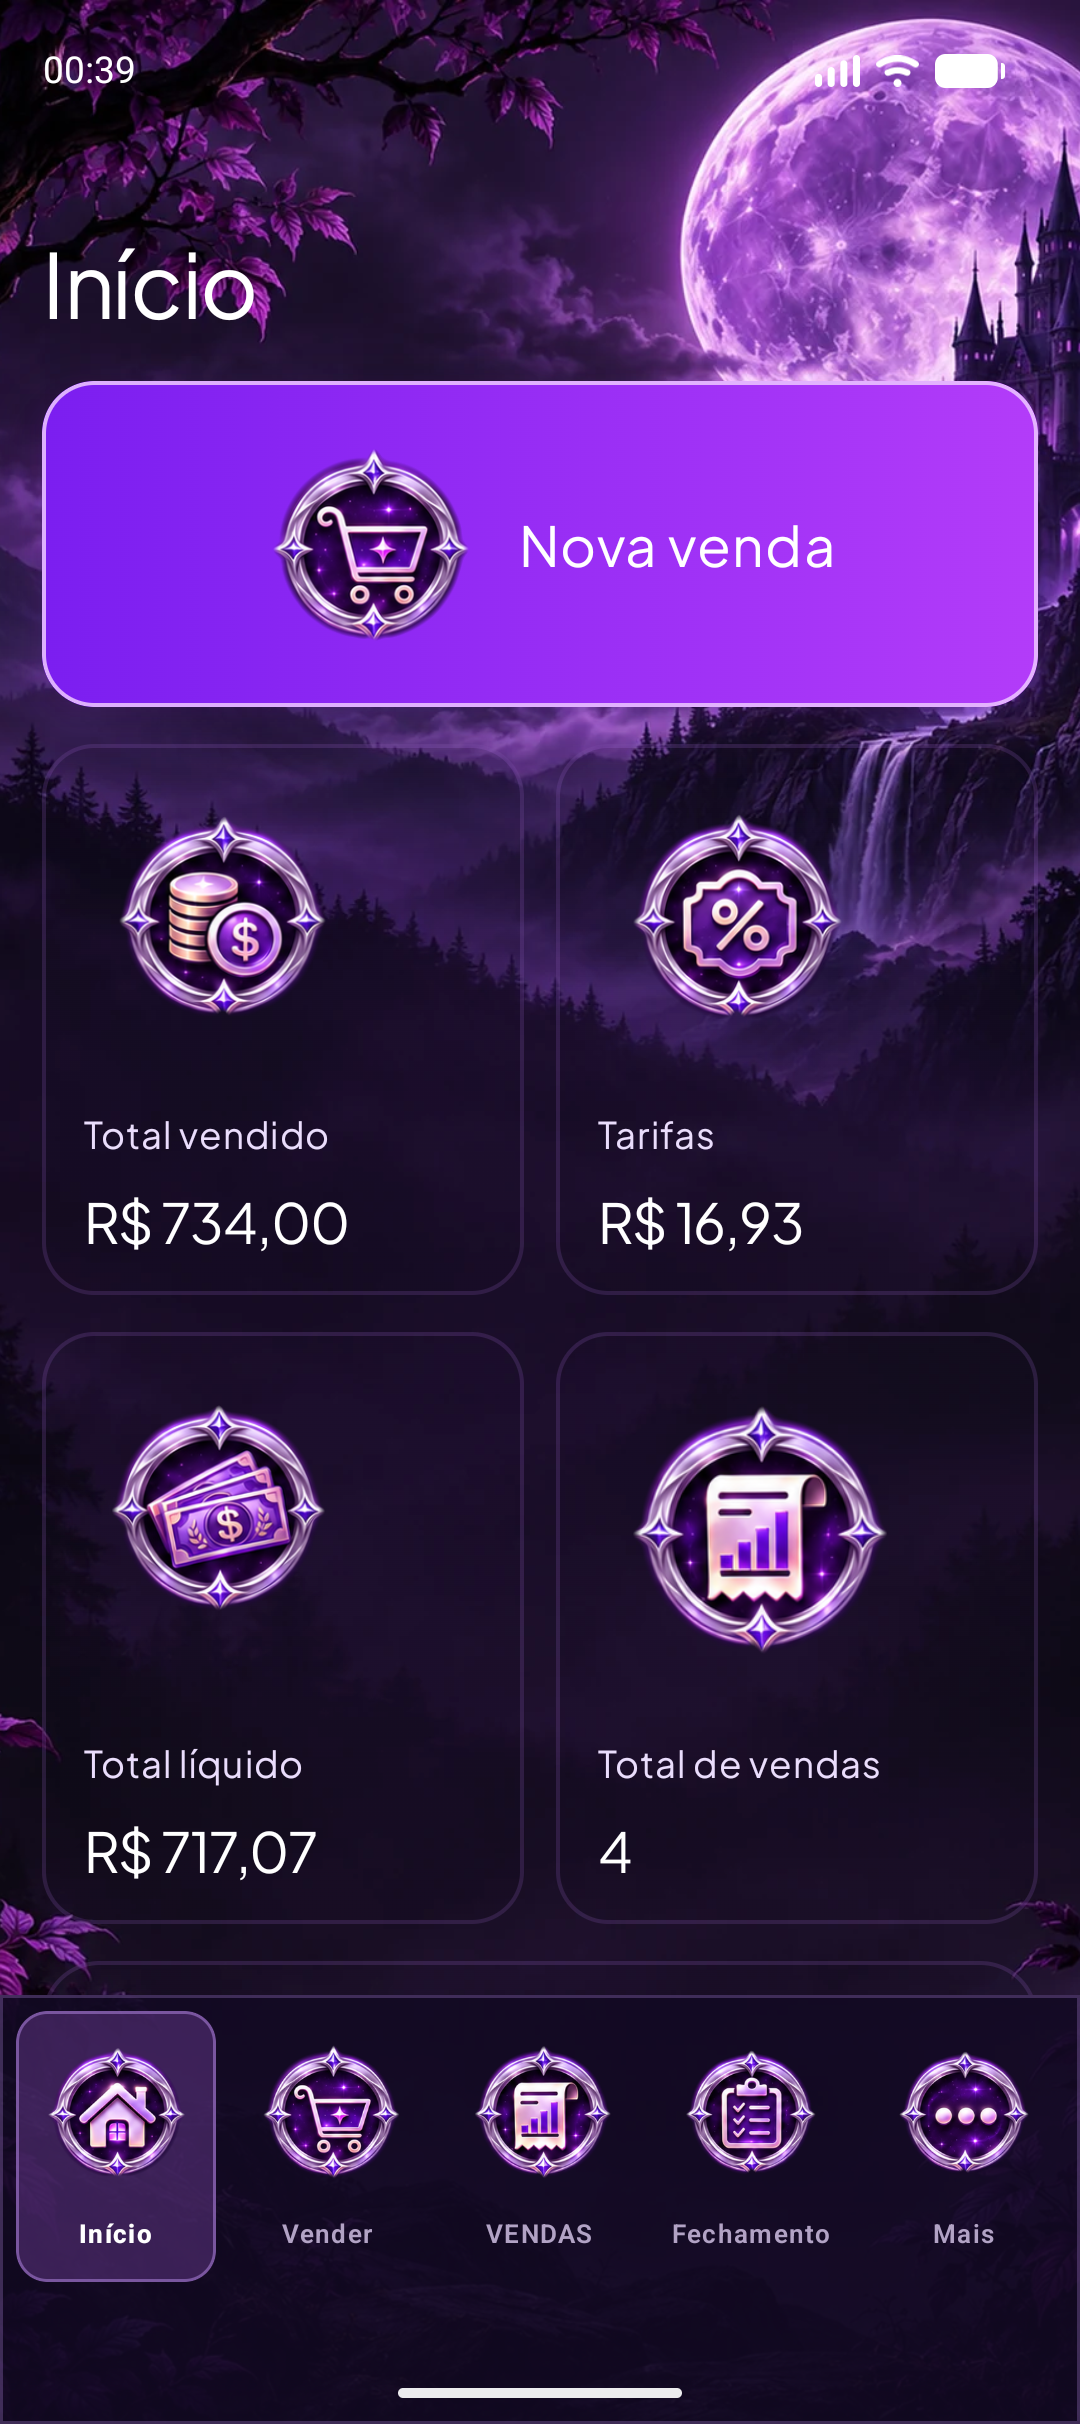 00:39
Início
Nova venda
Total vendido
R$ 734,00
Tarifas
R$ 16,93
Total líquido
R$ 717,07
Total de vendas
4
Início
Vender
VENDAS
Fechamento
Mais